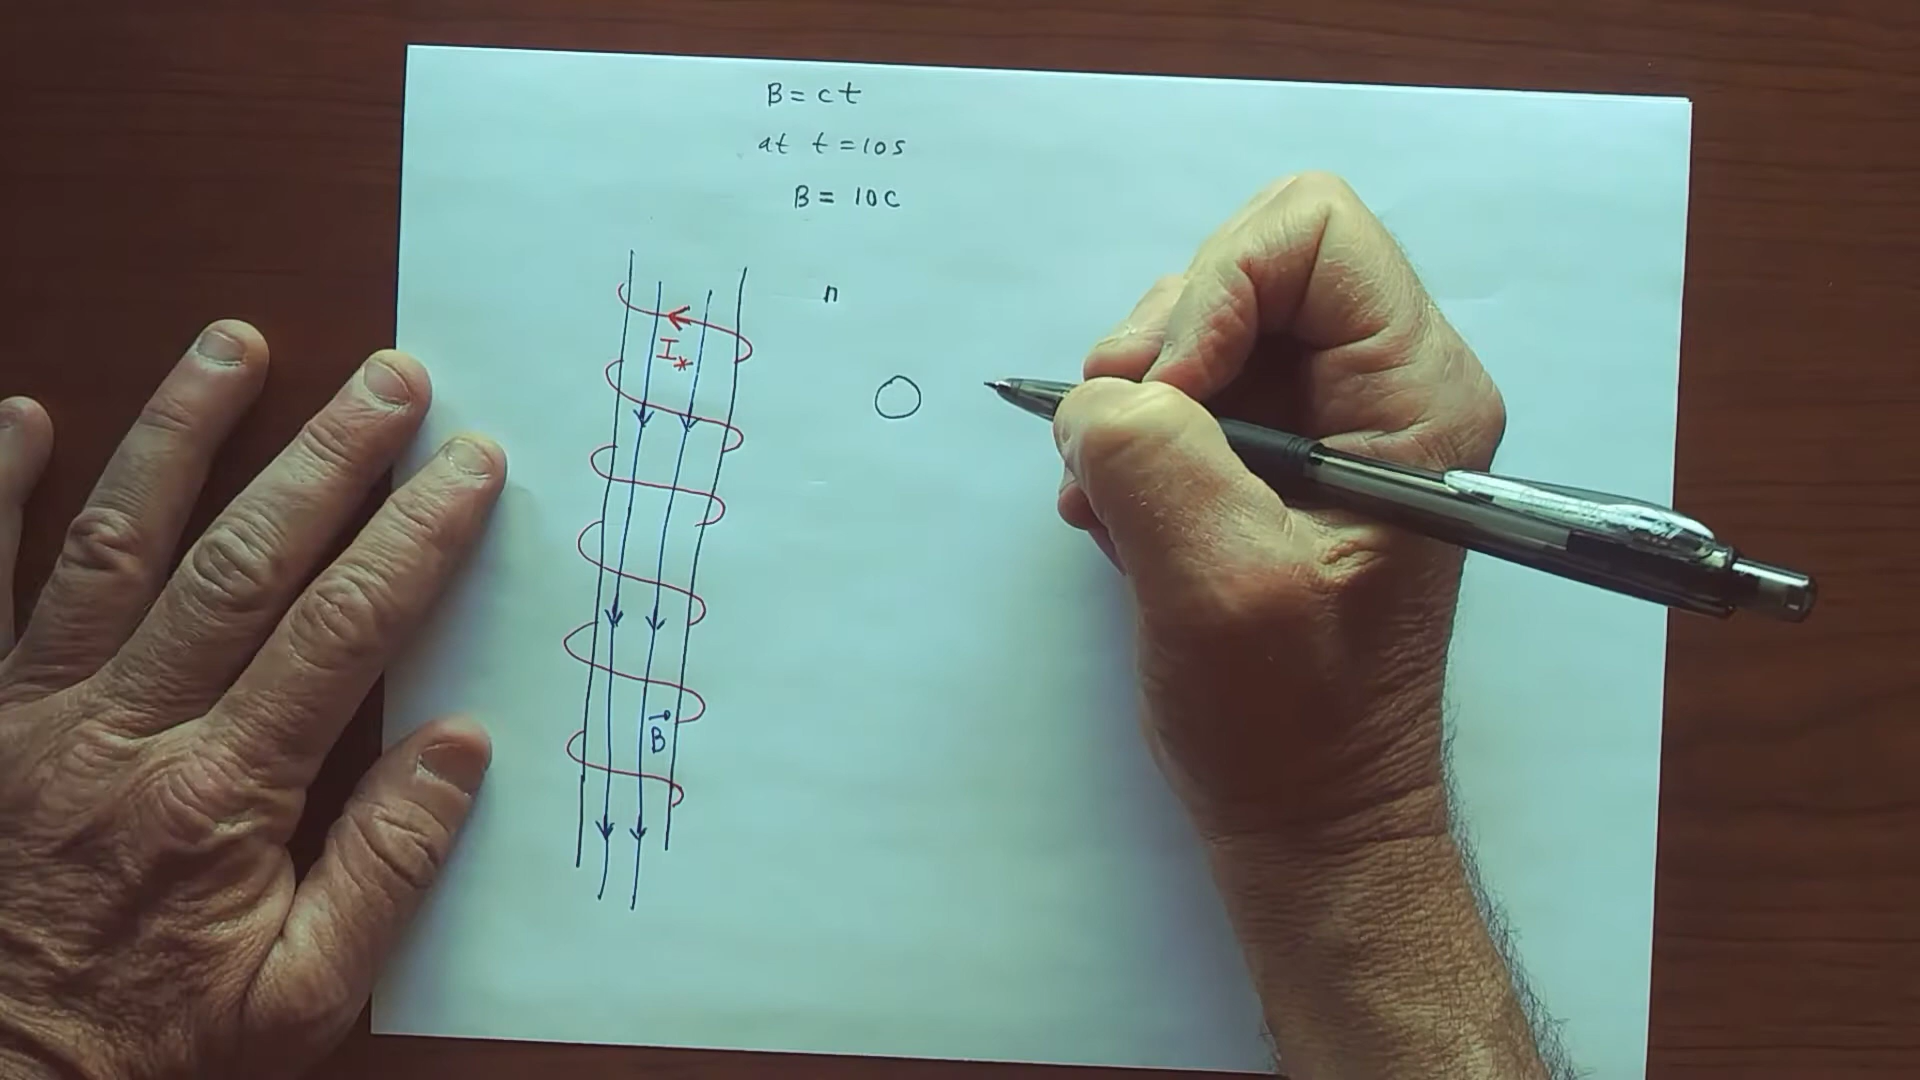 B = ct
at t = 10s
B = 10c
n
I*
B⃗